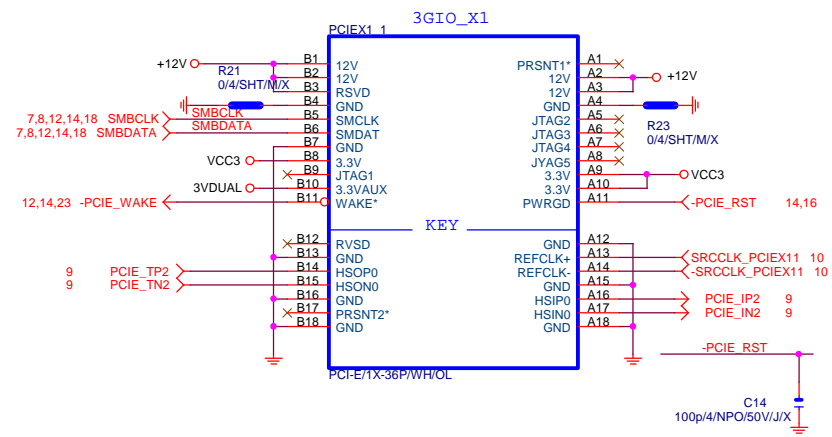 3GIO_X1
PCIEX1_1
+12V
R21
0/4/SHT/M/X
B1 12V
B2 12V
B3 RSVD
B4 GND
7,8,12,14,18 SMBCLK SMBCLK B5 SMCLK
7,8,12,14,18 SMBDATA SMBDATA B6 SMDAT
B7 GND
VCC3 B8 3.3V
B9 JTAG1
3VDUAL B10 3.3VAUX
12,14,23 -PCIE_WAKE B11 WAKE*
KEY
B12 RVSD
B13 GND
9 PCIE_TP2 B14 HSOP0
9 PCIE_TN2 B15 HSON0
B16 GND
B17 PRSNT2*
B18 GND
PRSNT1* A1
12V A2 +12V
12V A3
GND A4
R23
0/4/SHT/M/X
JTAG2 A5
JTAG3 A6
JTAG4 A7
JYAG5 A8
3.3V A9 VCC3
3.3V A10
PWRGD A11 -PCIE_RST 14,16
GND A12
REFCLK+ A13 SRCCLK_PCIEX11 10
REFCLK- A14 -SRCCLK_PCIEX11 10
GND A15
HSIP0 A16 PCIE_IP2 9
HSIN0 A17 PCIE_IN2 9
GND A18
PCI-E/1X-36P/WH/OL
-PCIE_RST
C14
100p/4/NPO/50V/J/X